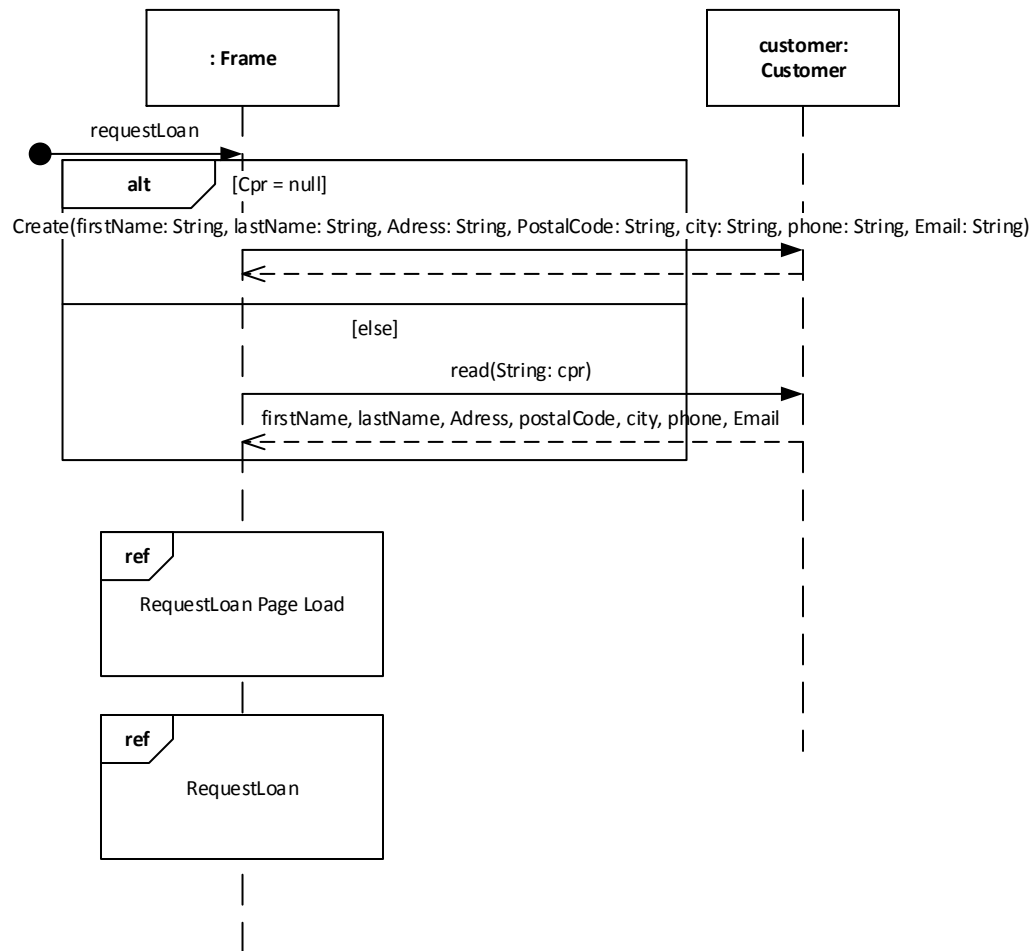 : Frame
customer:
Customer
requestLoan
alt
[Cpr = null]
Create(firstName: String, lastName: String, Adress: String, PostalCode: String, city: String, phone: String, Email: String)
[else]
read(String: cpr)
firstName, lastName, Adress, postalCode, city, phone, Email
ref
RequestLoan Page Load
ref
RequestLoan